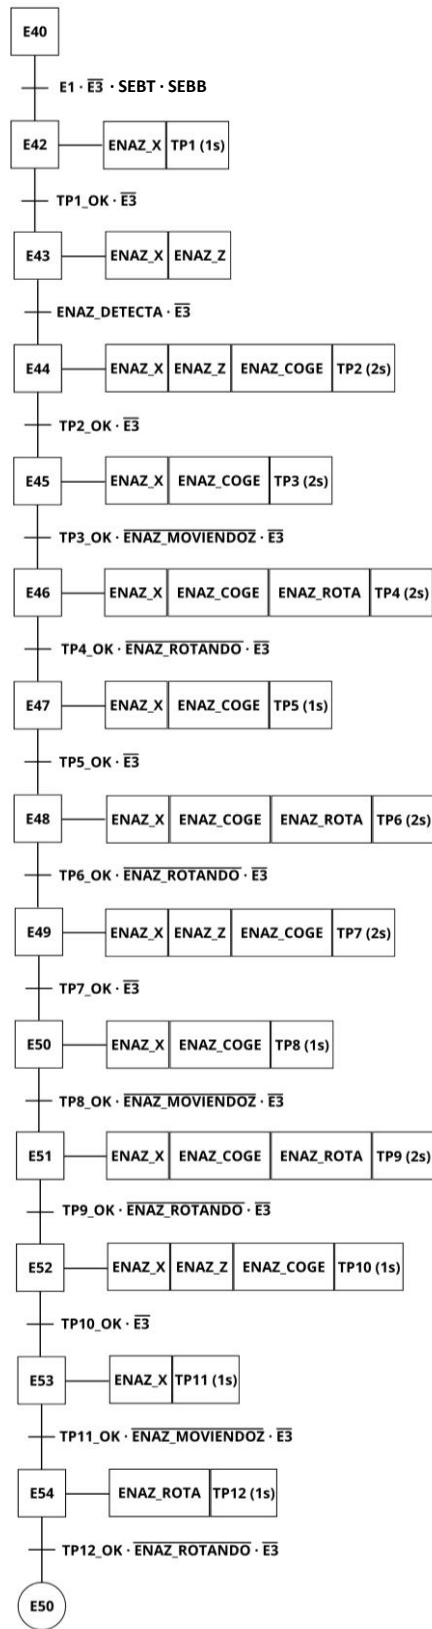 E40
E1 · E3̅ · SEBT · SEBB
E42 ENAZ_X TP1 (1s)
TP1_OK · E3̅
E43 ENAZ_X ENAZ_Z
ENAZ_DETECTA · E3̅
E44 ENAZ_X ENAZ_Z ENAZ_COGE TP2 (2s)
TP2_OK · E3̅
E45 ENAZ_X ENAZ_COGE TP3 (2s)
TP3_OK · ENAZ_MOVIENDOZ · E3̅
E46 ENAZ_X ENAZ_COGE ENAZ_ROTA TP4 (2s)
TP4_OK · ENAZ_ROTANDO · E3̅
E47 ENAZ_X ENAZ_COGE TP5 (1s)
TP5_OK · E3̅
E48 ENAZ_X ENAZ_COGE ENAZ_ROTA TP6 (2s)
TP6_OK · ENAZ_ROTANDO · E3̅
E49 ENAZ_X ENAZ_Z ENAZ_COGE TP7 (2s)
TP7_OK · E3̅
E50 ENAZ_X ENAZ_COGE TP8 (1s)
TP8_OK · ENAZ_MOVIENDOZ · E3̅
E51 ENAZ_X ENAZ_COGE ENAZ_ROTA TP9 (2s)
TP9_OK · ENAZ_ROTANDO · E3̅
E52 ENAZ_X ENAZ_Z ENAZ_COGE TP10 (1s)
TP10_OK · E3̅
E53 ENAZ_X TP11 (1s)
TP11_OK · ENAZ_MOVIENDOZ · E3̅
E54 ENAZ_ROTA TP12 (1s)
TP12_OK · ENAZ_ROTANDO · E3̅
E50